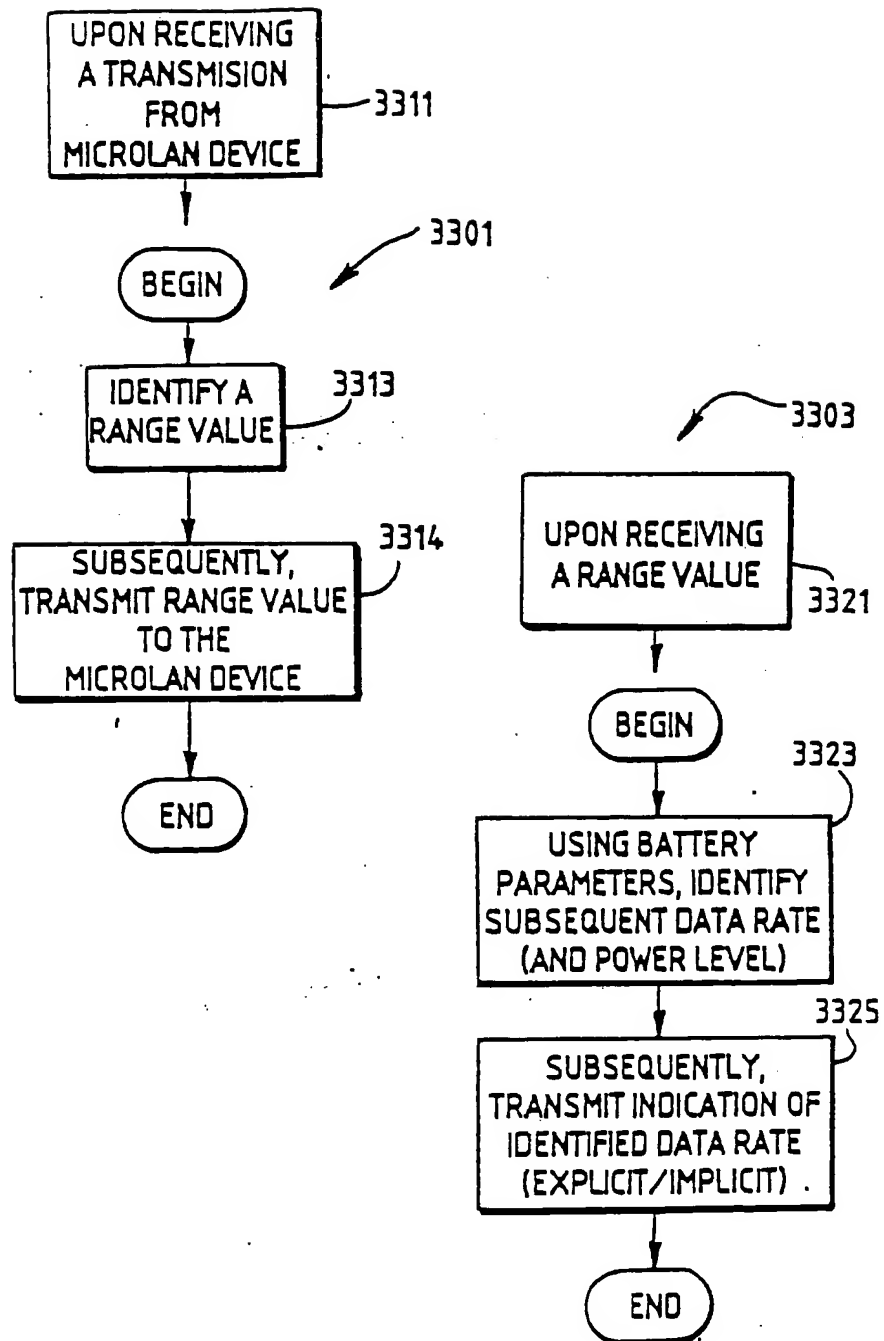 UPON RECEIVING
A TRANSMISION
FROM
MICROLAN DEVICE
3311
3301
BEGIN
IDENTIFY A
RANGE VALUE
3313
SUBSEQUENTLY,
TRANSMIT RANGE VALUE
TO THE
MICROLAN DEVICE
3314
END
3303
UPON RECEIVING
A RANGE VALUE
3321
BEGIN
3323
USING BATTERY
PARAMETERS, IDENTIFY
SUBSEQUENT DATA RATE
(AND POWER LEVEL)
3325
SUBSEQUENTLY,
TRANSMIT INDICATION OF
IDENTIFIED DATA RATE
(EXPLICIT/IMPLICIT)
END